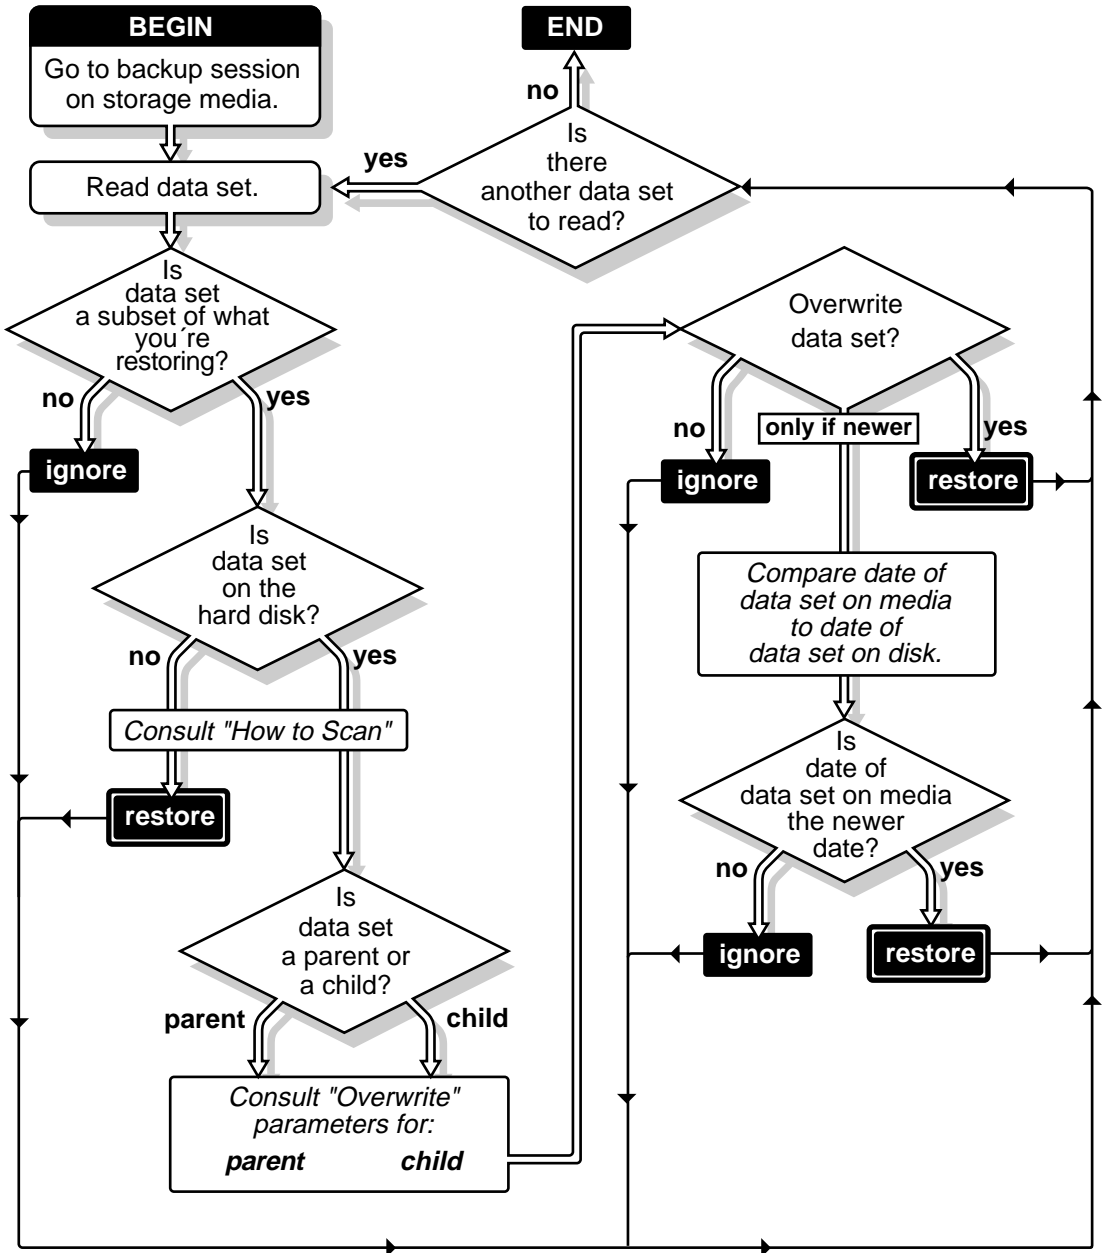 BEGIN
Go to backup session
on storage media.
END
no
Is
there
another data set
to read?
yes
Read data set.
Is
data set
a subset of what
you´re
restoring?
no
yes
ignore
Is
data set
on the
hard disk?
no
yes
Consult "How to Scan"
restore
Is
data set
a parent or
a child?
parent
child
Consult "Overwrite"
parameters for:
parent child
Overwrite
data set?
no
only if newer
yes
ignore
restore
Compare date of
data set on media
to date of
data set on disk.
Is
date of
data set on media
the newer
date?
no
yes
ignore
restore